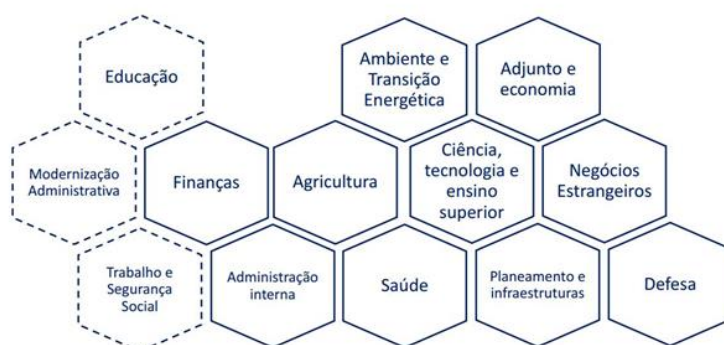 Educação
Ambiente e
Transição
Energética
Adjunto e
economia
Modernização
Administrativa
Finanças
Agricultura
Ciência,
tecnologia e
ensino
superior
Negócios
Estrangeiros
Trabalho e
Segurança
Social
Administração
interna
Saúde
Planeamento e
infraestruturas
Defesa